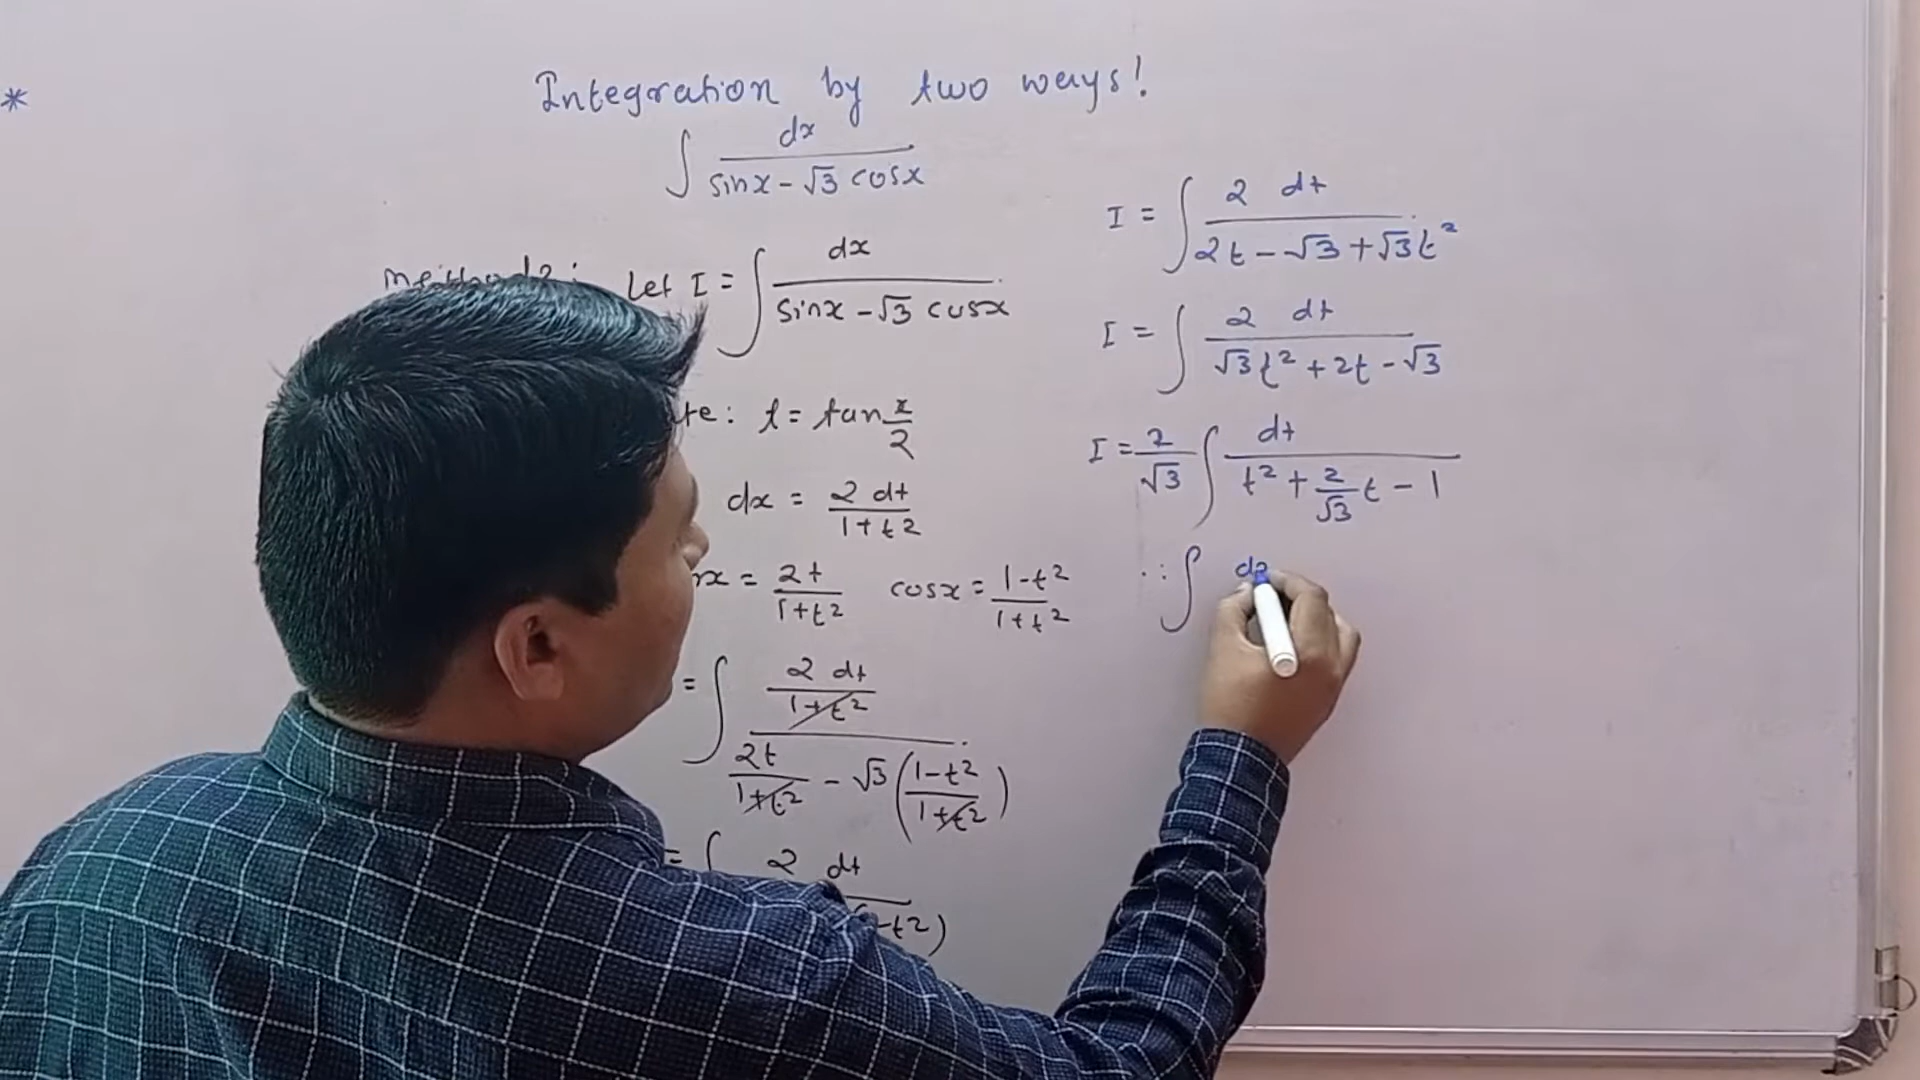 *
Integration by two ways!
∫ dx / (sinx - √3 cosx)
Let I = ∫ dx / (sinx - √3 cosx)
: t = tan x/2
dx = 2 dt / (1+t²)
x = 2t / (1+t²) cosx = (1-t²) / (1+t²)
= ∫ (2 dt / (1+t²)) / (2t / (1+t²) - √3 ((1-t²) / (1+t²)))
= ∫ 2 dt
-t²)
I = ∫ 2 dt / (2t - √3 + √3t²)
I = ∫ 2 dt / (√3t² + 2t - √3)
I = 2/√3 ∫ dt / (t² + 2/√3 t - 1)
∵ ∫